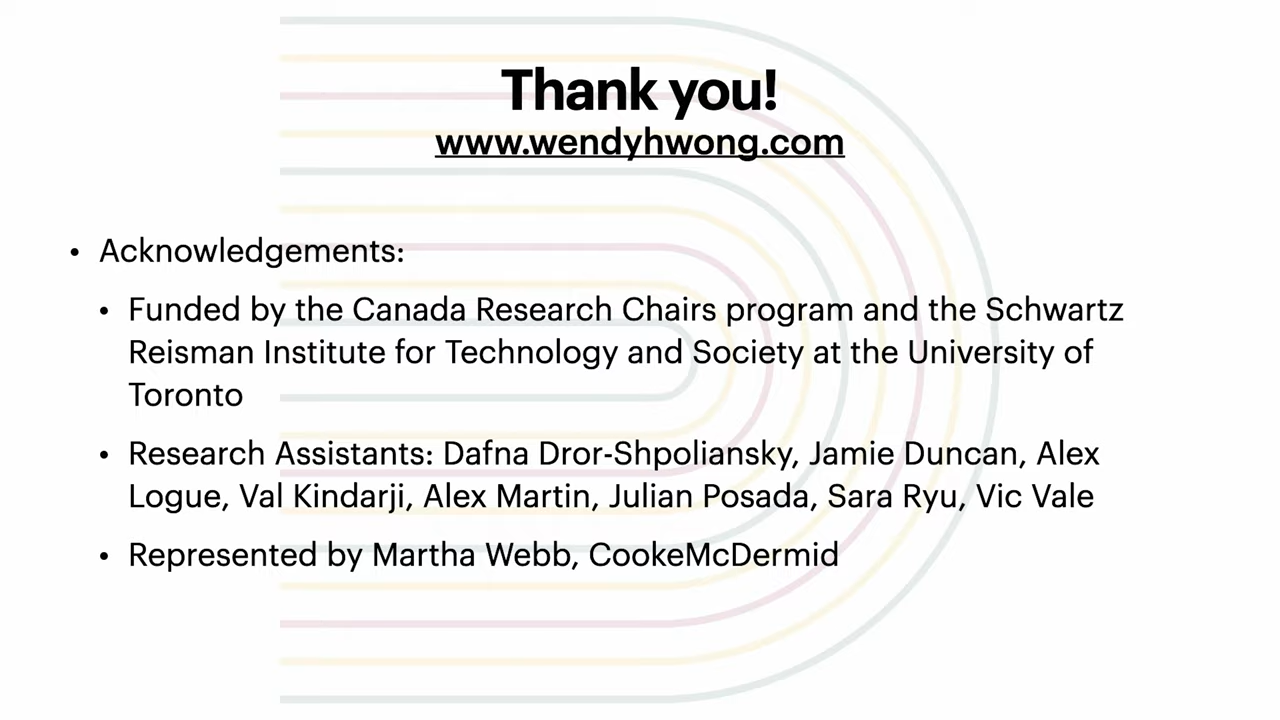 Thank you!
www.wendyhwong.com
• Acknowledgements:
• Funded by the Canada Research Chairs program and the Schwartz
Reisman Institute for Technology and Society at the University of
Toronto
• Research Assistants: Dafna Dror-Shpoliansky, Jamie Duncan, Alex
Logue, Val Kindarji, Alex Martin, Julian Posada, Sara Ryu, Vic Vale
• Represented by Martha Webb, CookeMcDermid